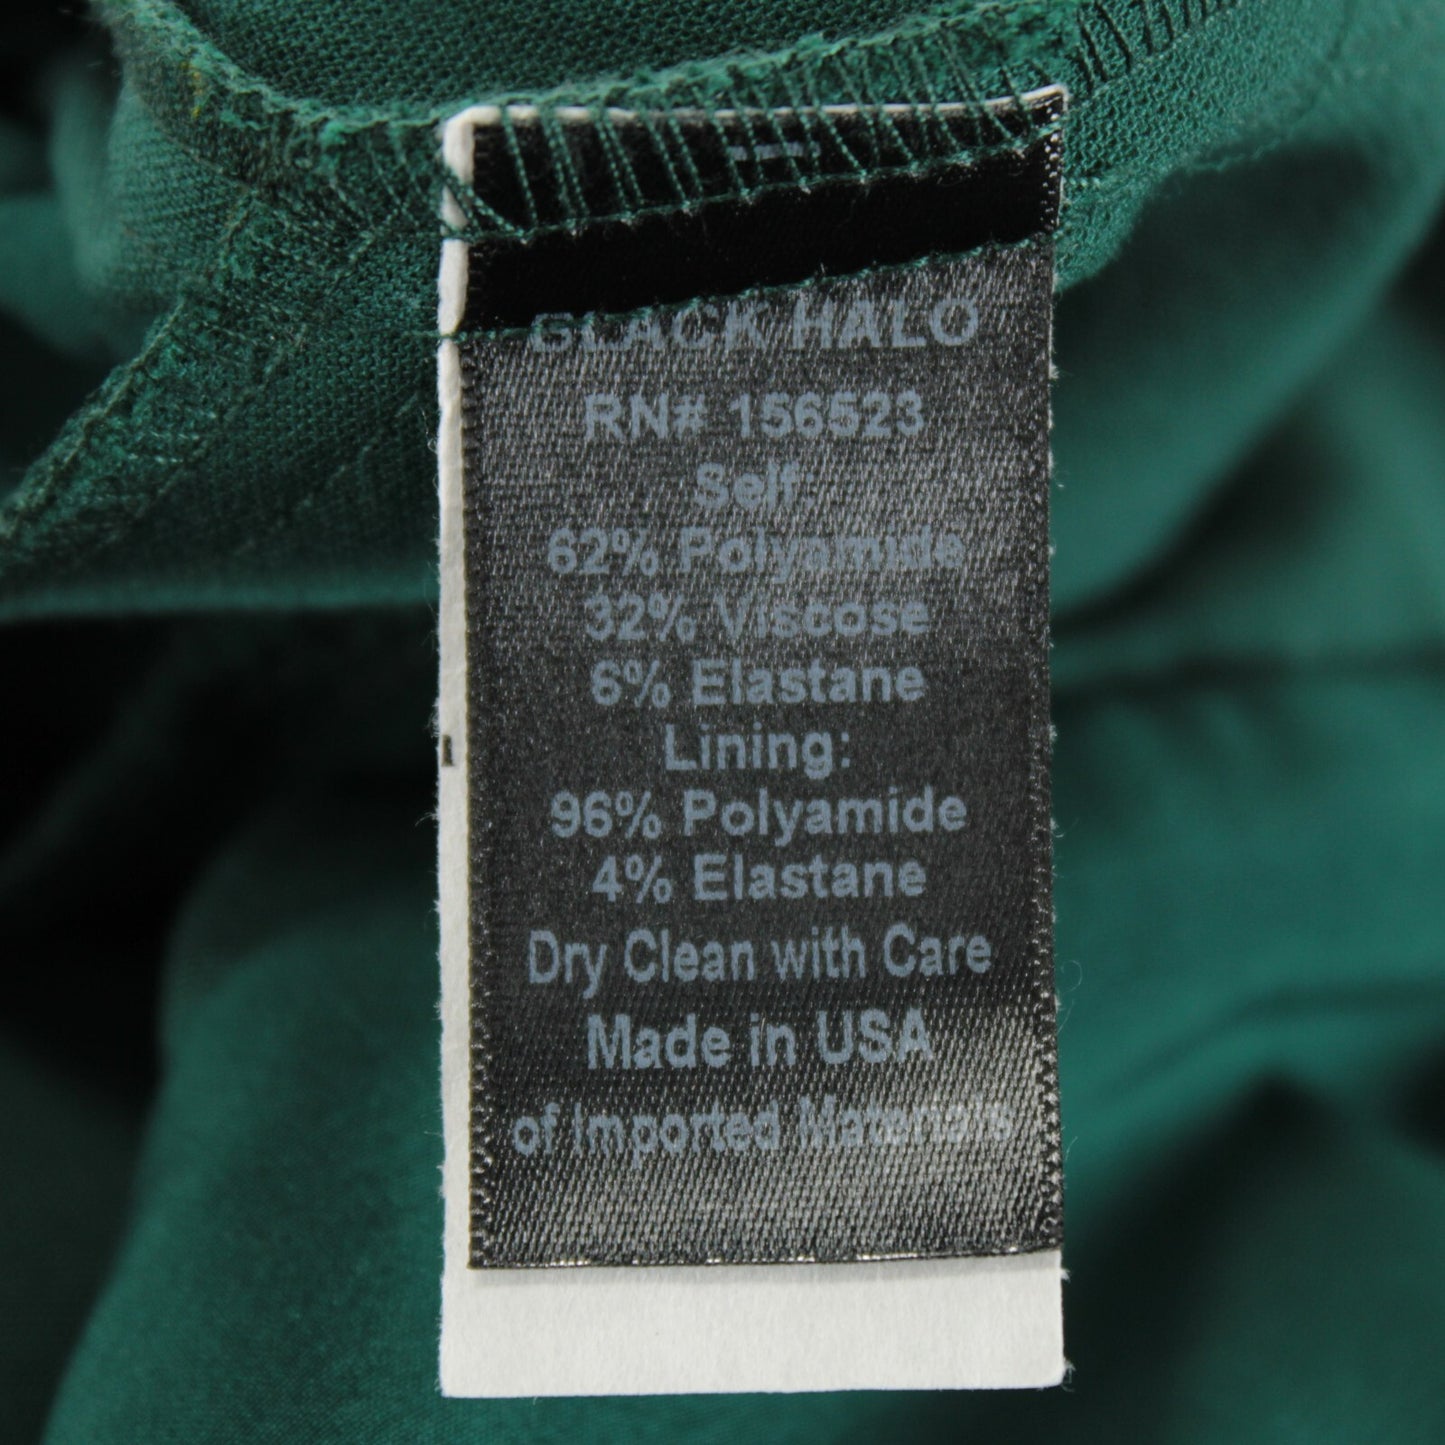 BLACK HALO
RN# 156523
Self:
62% Polyamide
32% Viscose
6% Elastane
Lining:
96% Polyamide
4% Elastane
Dry Clean with Care
Made in USA
of Imported Materials